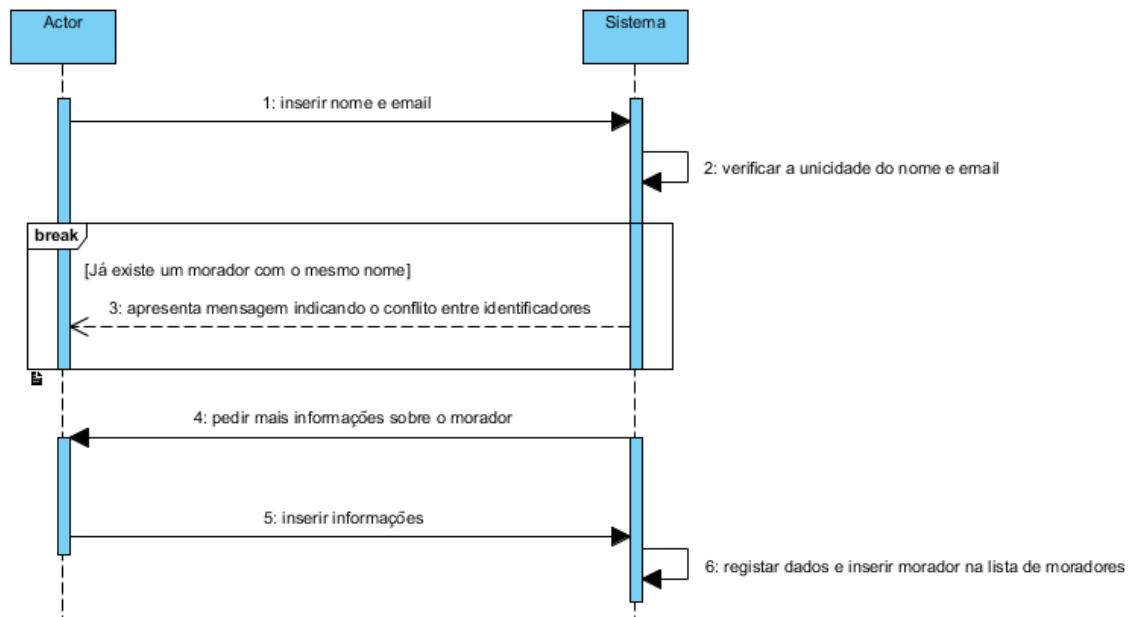 Actor
Sistema
1: inserir nome e email
2: verificar a unicidade do nome e email
break
[Já existe um morador com o mesmo nome]
3: apresenta mensagem indicando o conflito entre identificadores
4: pedir mais informações sobre o morador
5: inserir informações
6: registar dados e inserir morador na lista de moradores